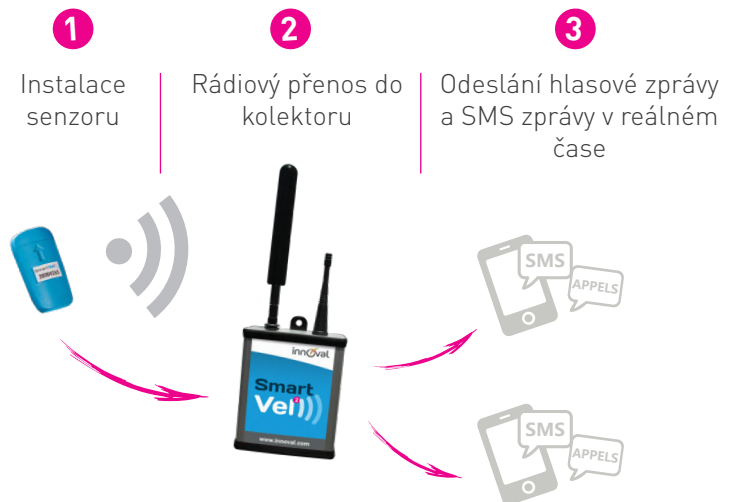 1
Instalace
senzoru
2
Rádiový přenos do
kolektoru
3
Odeslání hlasové zprávy
a SMS zprávy v reálném
čase
innoval
Smart
Vel 2
www.innoval.com
SMS
APPELS
SMS
APPELS